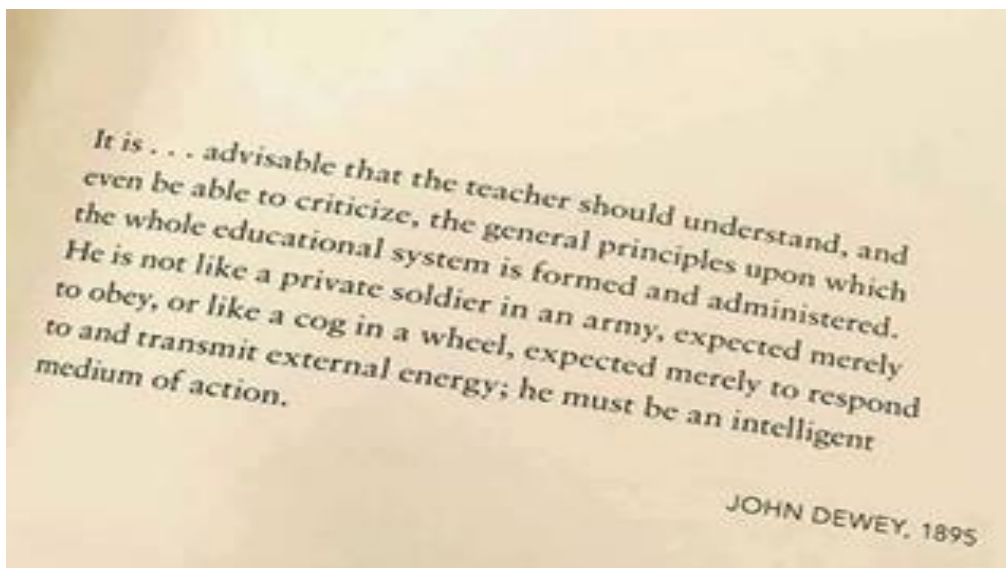 It is . . . advisable that the teacher should understand, and
even be able to criticize, the general principles upon which
the whole educational system is formed and administered.
He is not like a private soldier in an army, expected merely
to obey, or like a cog in a wheel, expected merely to respond
to and transmit external energy; he must be an intelligent
medium of action.
JOHN DEWEY, 1895